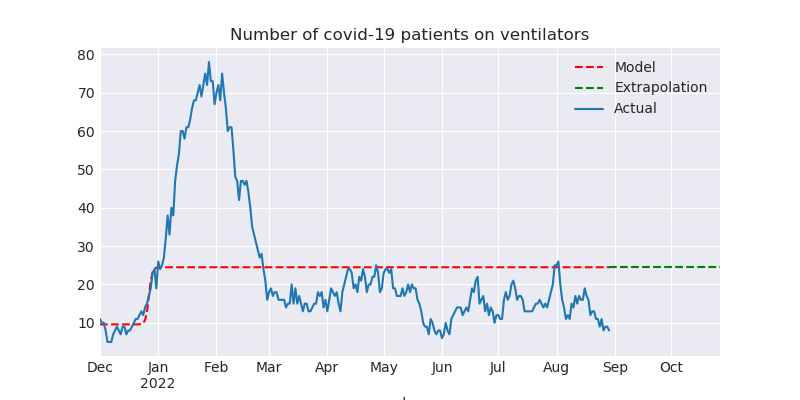 Number of covid-19 patients on ventilators
80
70
60
50
40
30
20
10
Model
Extrapolation
Actual
Dec Jan Feb Mar Apr May Jun Jul Aug Sep Oct
2022